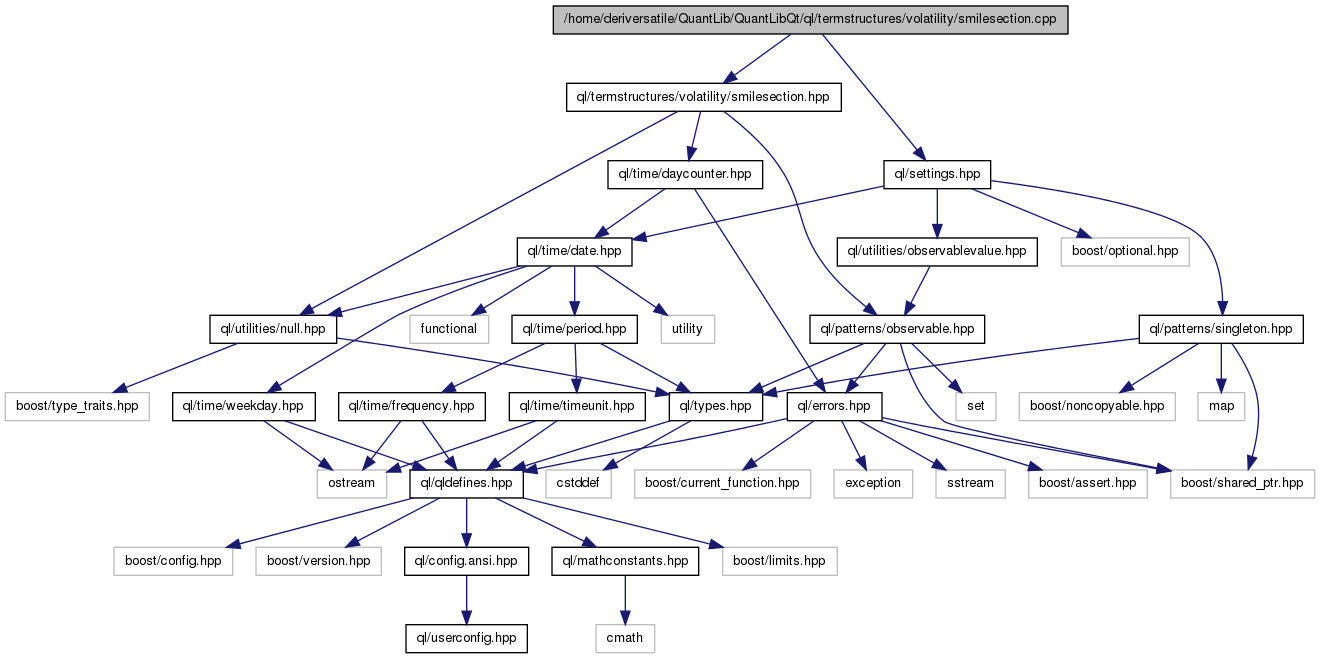 /home/deriversatile/QuantLib/QuantLibQt/ql/termstructures/volatility/smilesection.cpp
ql/termstructures/volatility/smilesection.hpp
ql/time/daycounter.hpp
ql/settings.hpp
ql/time/date.hpp
ql/utilities/observablevalue.hpp
boost/optional.hpp
ql/utilities/null.hpp
functional
ql/time/period.hpp
utility
ql/patterns/observable.hpp
ql/patterns/singleton.hpp
boost/type_traits.hpp
ql/time/weekday.hpp
ql/time/frequency.hpp
ql/time/timeunit.hpp
ql/types.hpp
ql/errors.hpp
set
boost/noncopyable.hpp
map
ostream
ql/qldefines.hpp
cstddef
boost/current_function.hpp
exception
sstream
boost/assert.hpp
boost/shared_ptr.hpp
boost/config.hpp
boost/version.hpp
ql/config.ansi.hpp
ql/mathconstants.hpp
boost/limits.hpp
ql/userconfig.hpp
cmath